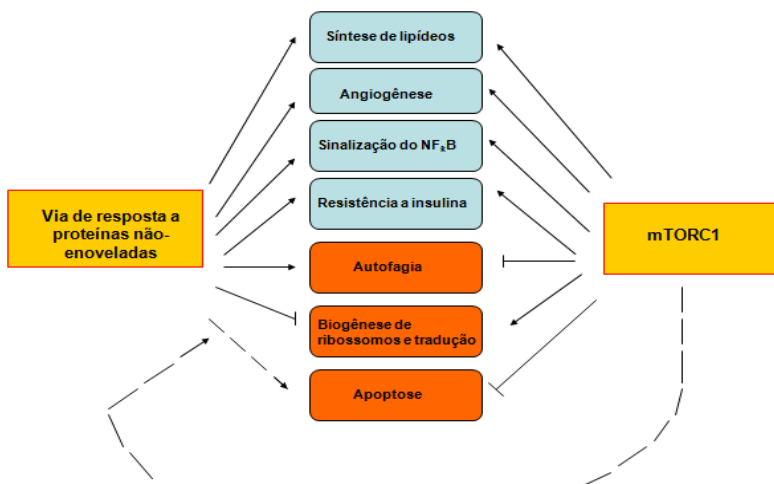 Síntese de lipídeos
Angiogênese
Sinalização do NFκB
Resistência a insulina
Via de resposta a
proteínas não-
enoveladas
mTORC1
Autofagia
Biogênese de
ribossomos e tradução
Apoptose